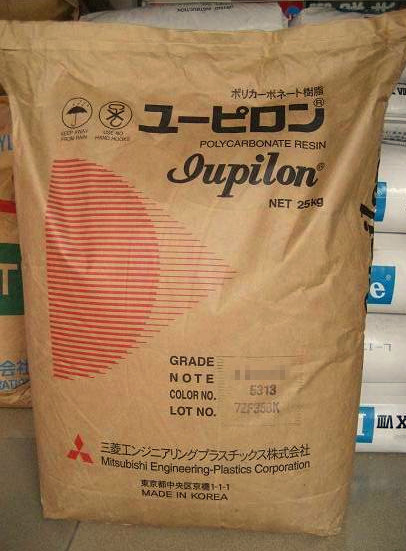 ポリカーボネート樹脂
ユーピロン®
POLYCARBONATE RESIN
Iupilon®
NET 25kg
KEEP AWAY
FROM RAIN
USE NO
HAND HOOKS
GRADE
NOTE
COLOR NO. 5313
LOT NO.
三菱エンジニアリングプラスチックス株式会社
Mitsubishi Engineering-Plastics Corporation
東京都中央区京橋1-1-1
MADE IN KOREA